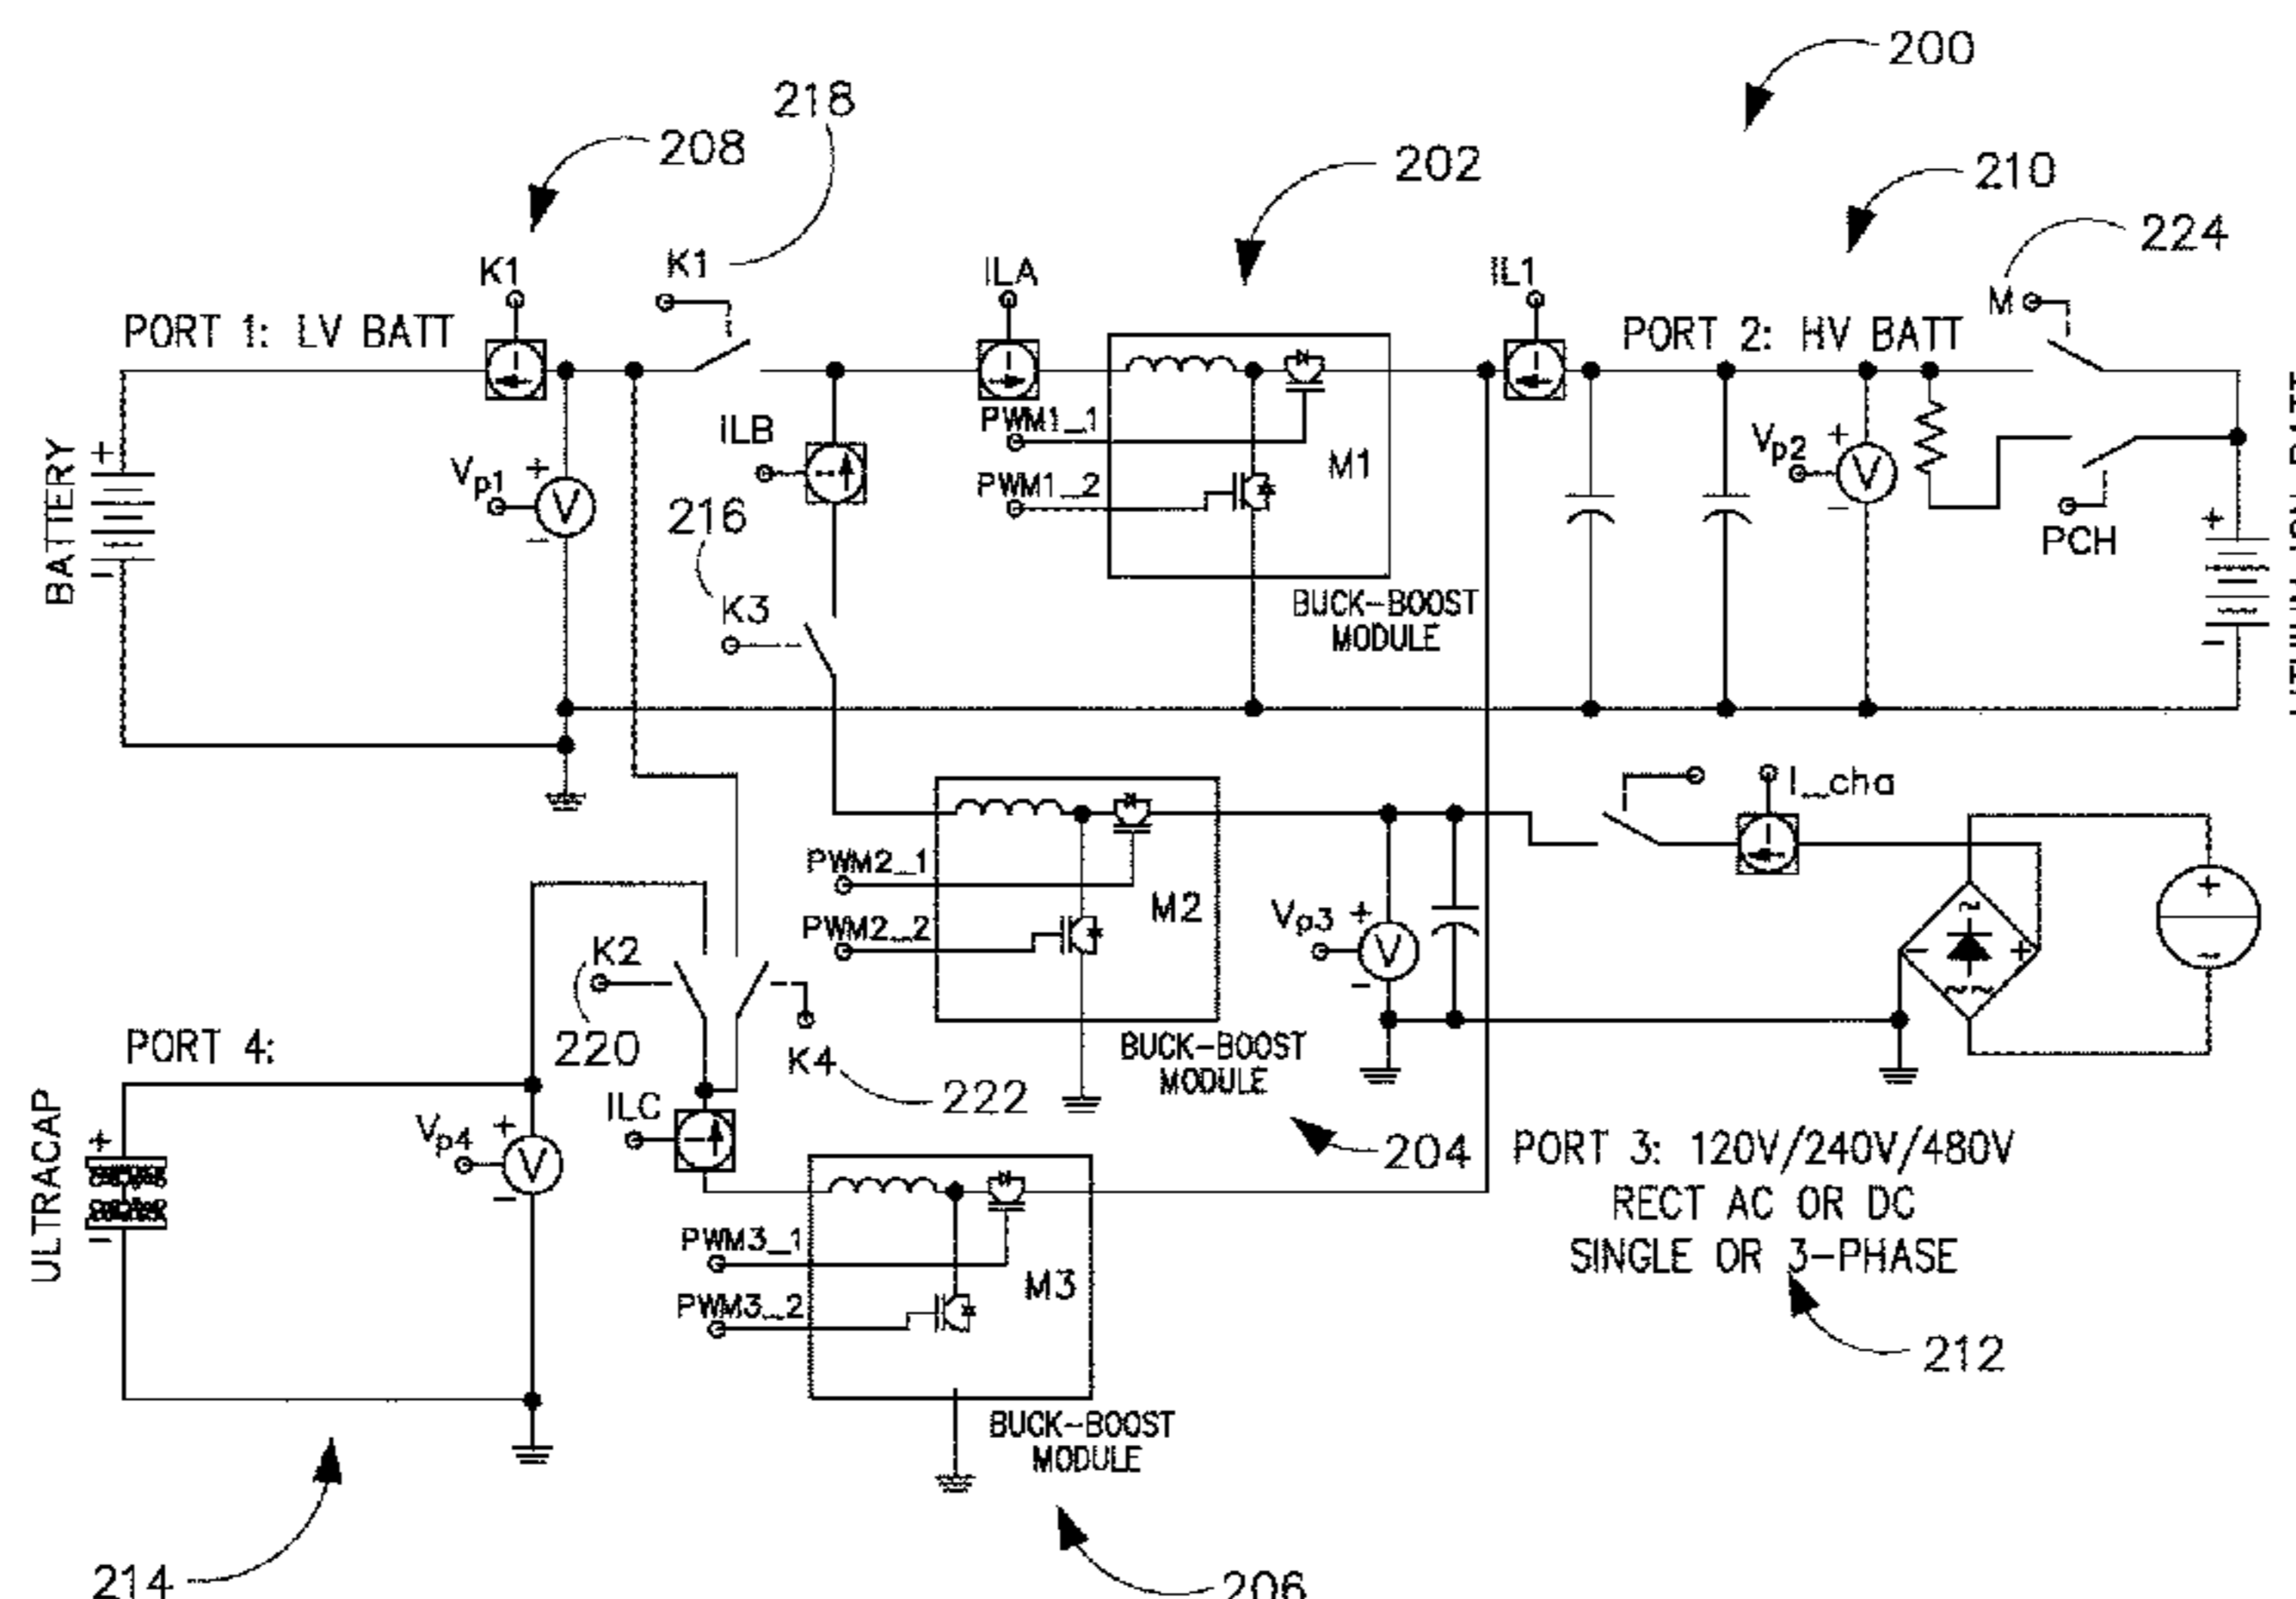 200
218
208
202
210
224
K1
K1
ILA
IL1
M
PORT 1: LV BATT
PORT 2: HV BATT
BATTERY
+
-
Vp1
+
V
-
ILB
PWM1_1
PWM1_2
M1
216
K3
BUCK-BOOST
MODULE
Vp2
+
V
-
PCH
+
-
I_cha
PWM2_1
PWM2_2
M2
Vp3
+
V
-
-
+
+
K2
220
K4
222
BUCK-BOOST
MODULE
204
PORT 4:
ULTRACAP
+
-
Vp4
+
V
-
ILC
PWM3_1
PWM3_2
M3
BUCK-BOOST
MODULE
PORT 3: 120V/240V/480V
RECT AC OR DC
SINGLE OR 3-PHASE
212
214
206